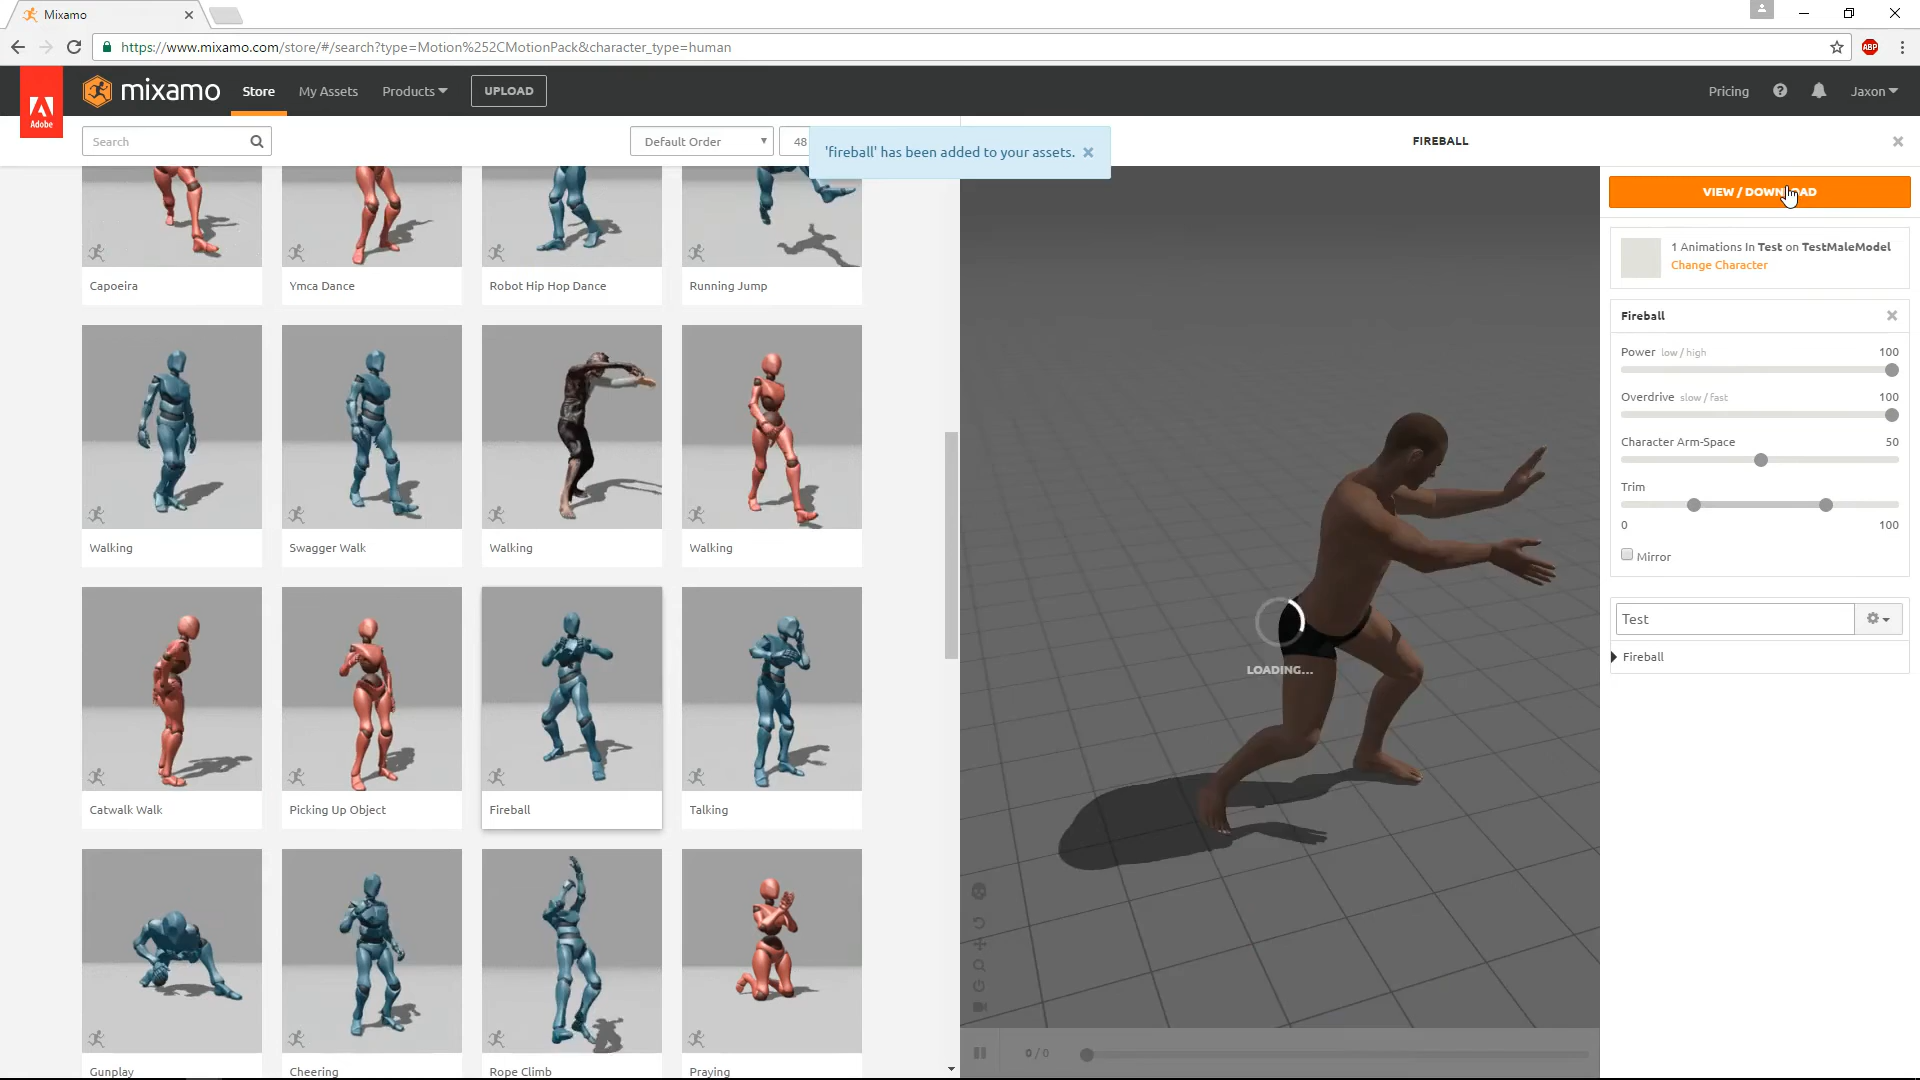 Mixamo
https://www.mixamo.com/store/#/search?type=Motion%252CMotionPack&character_type=human
ABP
Adobe
mixamo
Store
My Assets
Products
UPLOAD
Pricing
Jaxon
Search
Default Order
48
'fireball' has been added to your assets.
FIREBALL
Capoeira
Ymca Dance
Robot Hip Hop Dance
Running Jump
Walking
Swagger Walk
Walking
Walking
Catwalk Walk
Picking Up Object
Fireball
Talking
Gunplay
Cheering
Rope Climb
Praying
LOADING...
0 / 0
VIEW / DOWNLOAD
1 Animations In Test on TestMaleModel
Change Character
Fireball
Power low / high 100
Overdrive slow / fast 100
Character Arm-Space 50
Trim
0 100
Mirror
Test
Fireball